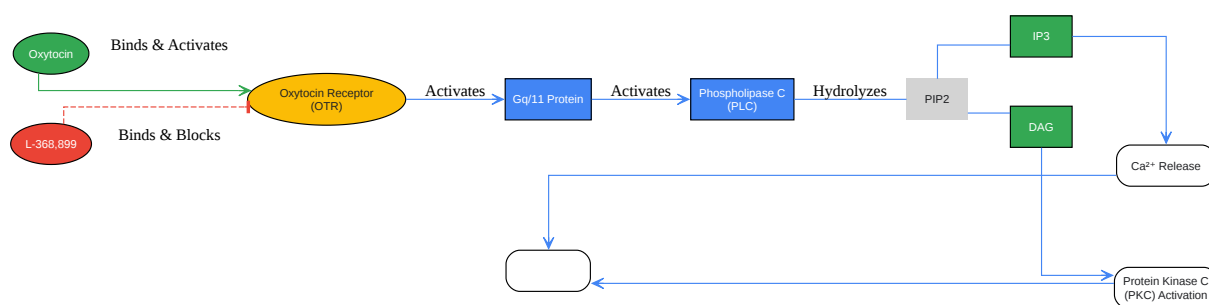 Oxytocin
Binds & Activates
L-368,899
Binds & Blocks
Oxytocin Receptor
(OTR)
Activates
Gq/11 Protein
Activates
Phospholipase C
(PLC)
Hydrolyzes
PIP2
IP3
DAG
Ca²⁺ Release
Protein Kinase C
(PKC) Activation